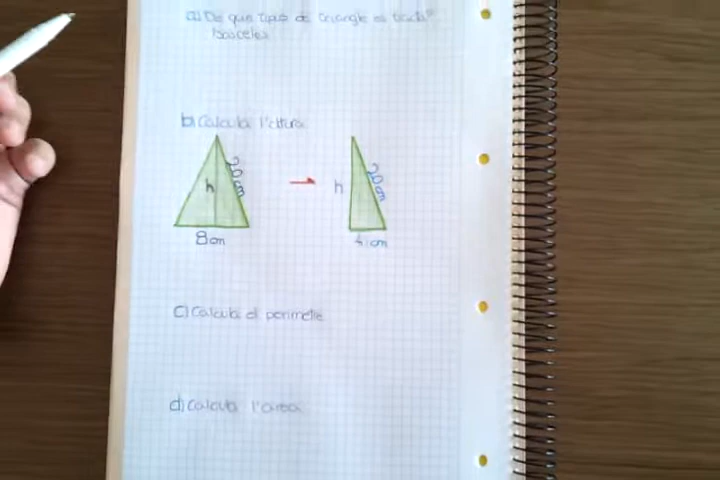 a) De quin tipus de triangle es tracta?
Isòsceles
b) Calcula l'altura
20 cm
h
8 cm
h
20 cm
4 cm
c) Calcula el perímetre
d) Calcula l'àrea